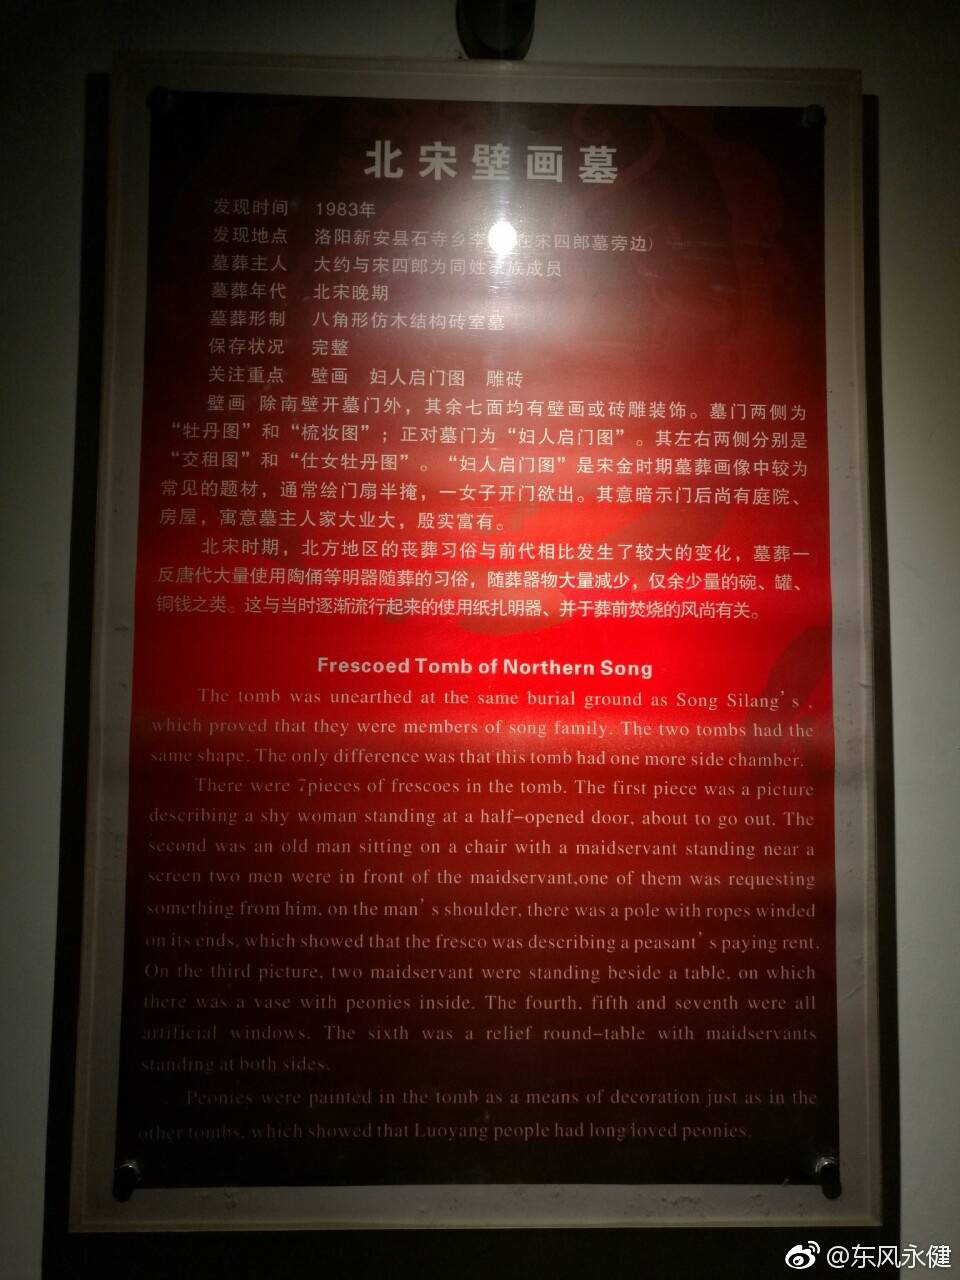 北宋壁画墓
发现时间 1983年
发现地点 洛阳新安县石寺乡李 在宋四郎墓旁边)
墓葬主人 大约与宋四郎为同姓家族成员
墓葬年代 北宋晚期
墓葬形制 八角形仿木结构砖室墓
保存状况 完整
关注重点 壁画 妇人启门图 雕砖
壁画 除南壁开墓门外，其余七面均有壁画或砖雕装饰。墓门两侧为
“牡丹图”和“梳妆图”；正对墓门为“妇人启门图”。其左右两侧分别是
“交租图”和“仕女牡丹图”。“妇人启门图”是宋金时期墓葬画像中较为
常见的题材，通常绘门扇半掩，一女子开门欲出。其意暗示门后尚有庭院、
房屋，寓意墓主人家大业大，殷实富有。
北宋时期，北方地区的丧葬习俗与前代相比发生了较大的变化，墓葬一
反唐代大量使用陶俑等明器随葬的习俗，随葬器物大量减少，仅余少量的碗、罐、
铜钱之类。这与当时逐渐流行起来的使用纸扎明器、并于葬前焚烧的风尚有关。
Frescoed Tomb of Northern Song
The tomb was unearthed at the same burial ground as Song Silang's ,
which proved that they were members of song family. The two tombs had the
same shape. The only difference was that this tomb had one more side chamber.
There were 7pieces of frescoes in the tomb. The first piece was a picture
describing a shy woman standing at a half-opened door, about to go out. The
second was an old man sitting on a chair with a maidservant standing near a
screen two men were in front of the maidservant,one of them was requesting
something from him, on the man's shoulder, there was a pole with ropes winded
on its ends, which showed that the fresco was describing a peasant's paying rent.
On the third picture, two maidservant were standing beside a table, on which
there was a vase with peonies inside. The fourth, fifth and seventh were all
artificial windows. The sixth was a relief round-table with maidservants
standing at both sides.
Peonies were painted in the tomb as a means of decoration just as in the
other tombs, which showed that Luoyang people had long loved peonies.
@东风永健